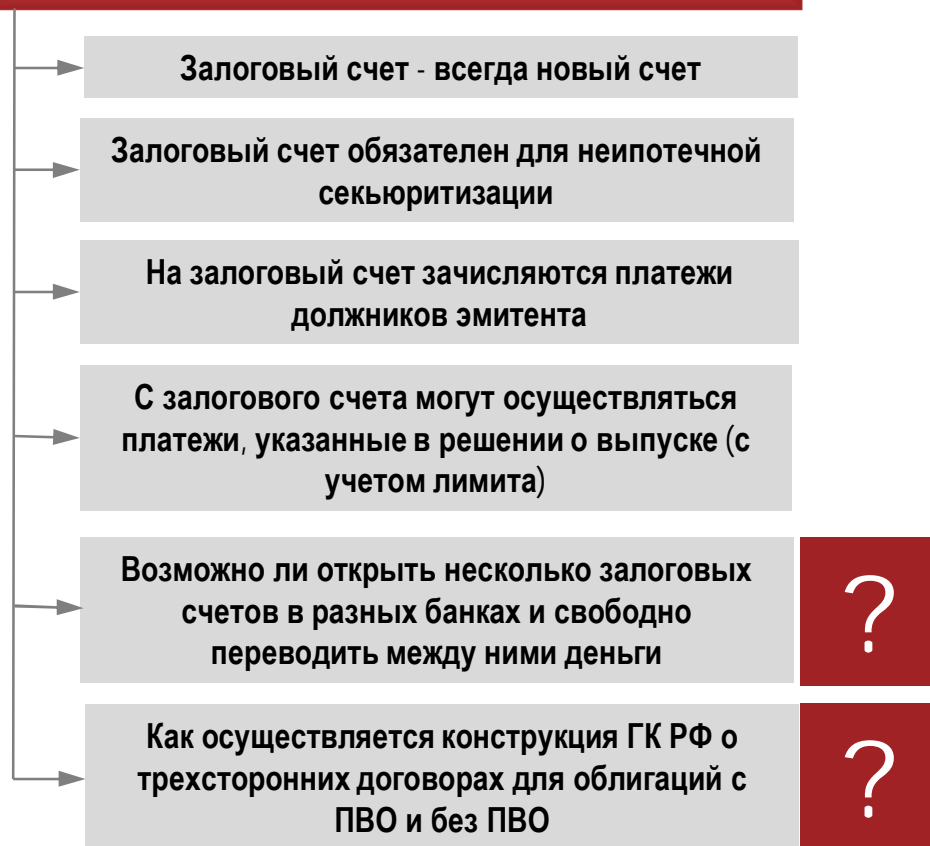 Залоговый счет - всегда новый счет
Залоговый счет обязателен для неипотечной
секьюритизации
На залоговый счет зачисляются платежи
должников эмитента
С залогового счета могут осуществляться
платежи, указанные в решении о выпуске (с
учетом лимита)
Возможно ли открыть несколько залоговых
счетов в разных банках и свободно
переводить между ними деньги
?
Как осуществляется конструкция ГК РФ о
трехсторонних договорах для облигаций с
ПВО и без ПВО
?